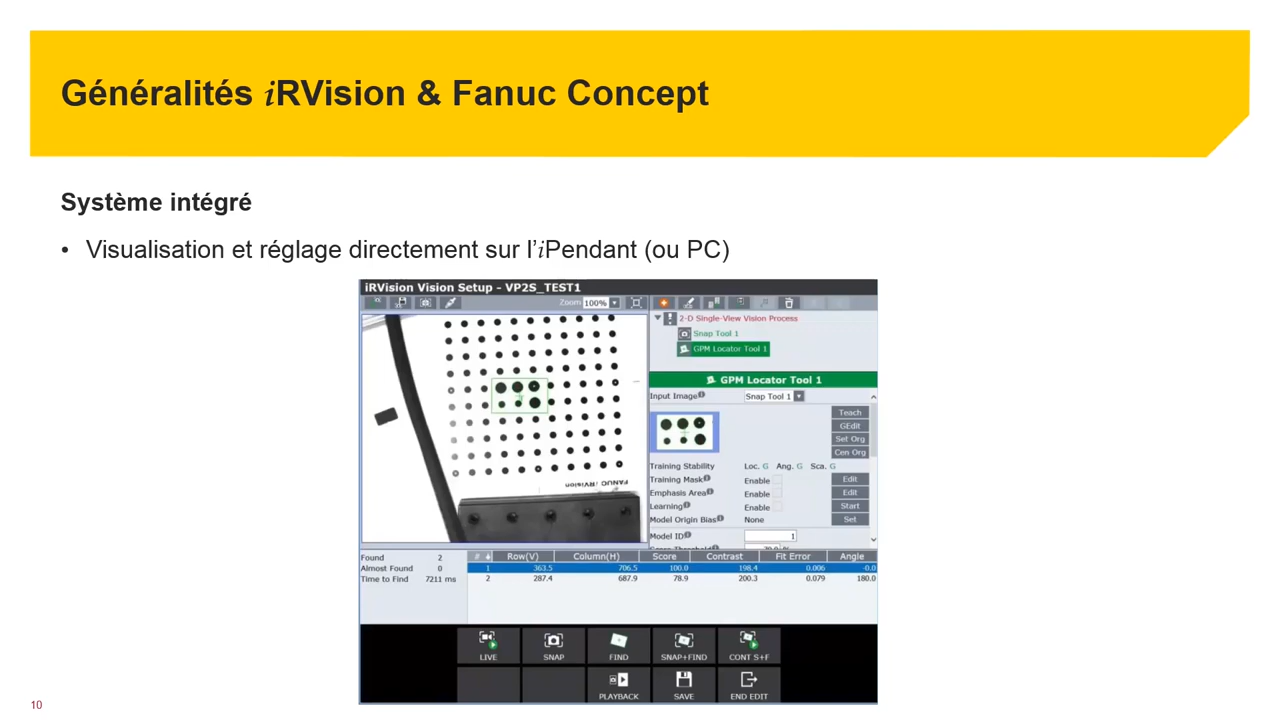 Généralités iRVision & Fanuc Concept
Système intégré
• Visualisation et réglage directement sur l'iPendant (ou PC)
iRVision Vision Setup - VP2S_TEST1
Zoom 100%
2-D Single-View Vision Process
Snap Tool 1
GPM Locator Tool 1
GPM Locator Tool 1
Input Image Snap Tool 1
Teach
GEdit
Set Org
Cen Org
Training Stability Loc. G Ang. G Sca. G
Training Mask Enable Edit
Emphasis Area Enable Edit
Learning Enable Start
Model Origin Bias None Set
Model ID 1
FANUC iRVision
Found 2
Almost Found 0
Time to Find 7211 ms
# Row(V) Column(H) Score Contrast Fit Error Angle
1 363.5 706.5 100.0 198.4 0.006 -0.0
2 287.4 687.9 78.9 200.3 0.079 180.0
LIVE SNAP FIND SNAP+FIND CONT S+F
PLAYBACK SAVE END EDIT
10